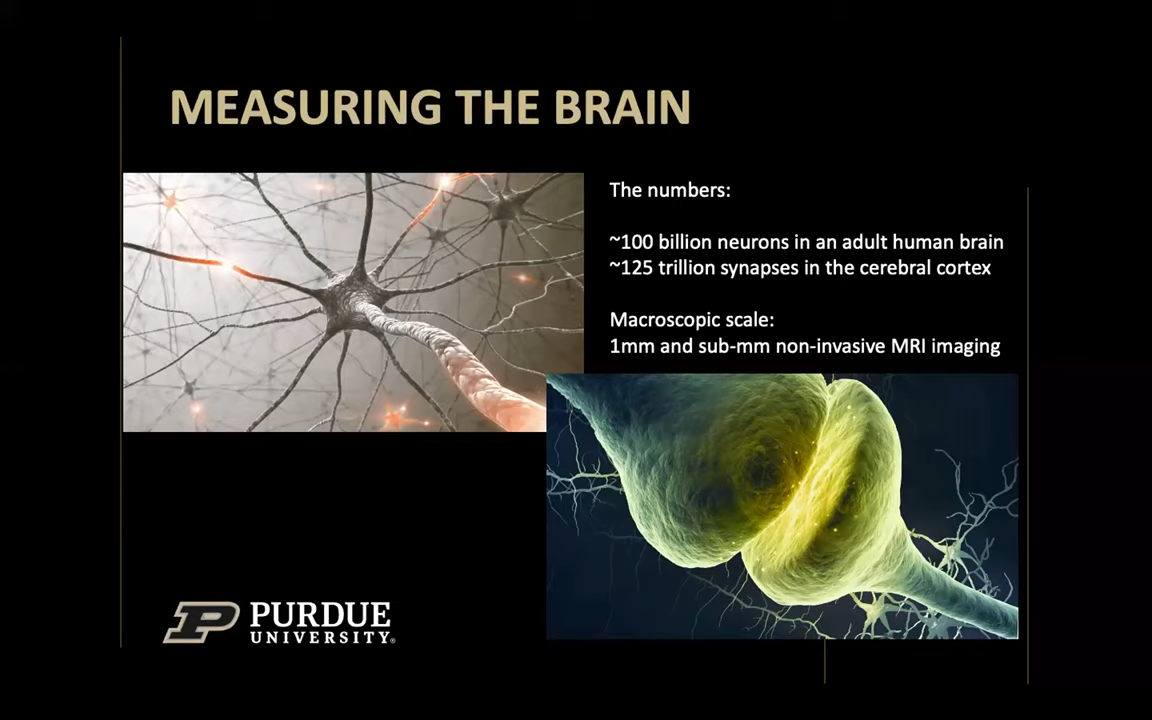 MEASURING THE BRAIN
The numbers:
~100 billion neurons in an adult human brain
~125 trillion synapses in the cerebral cortex
Macroscopic scale:
1mm and sub-mm non-invasive MRI imaging
PURDUE
UNIVERSITY®